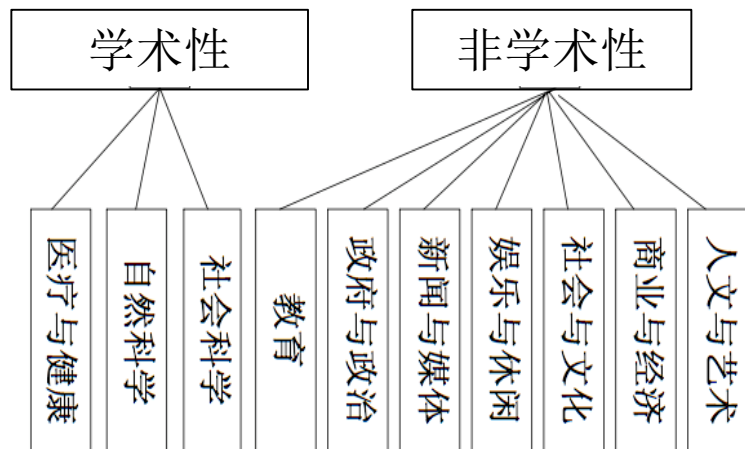 学术性
非学术性
医疗与健康
自然科学
社会科学
教育
政府与政治
新闻与媒体
娱乐与休闲
社会与文化
商业与经济
人文与艺术